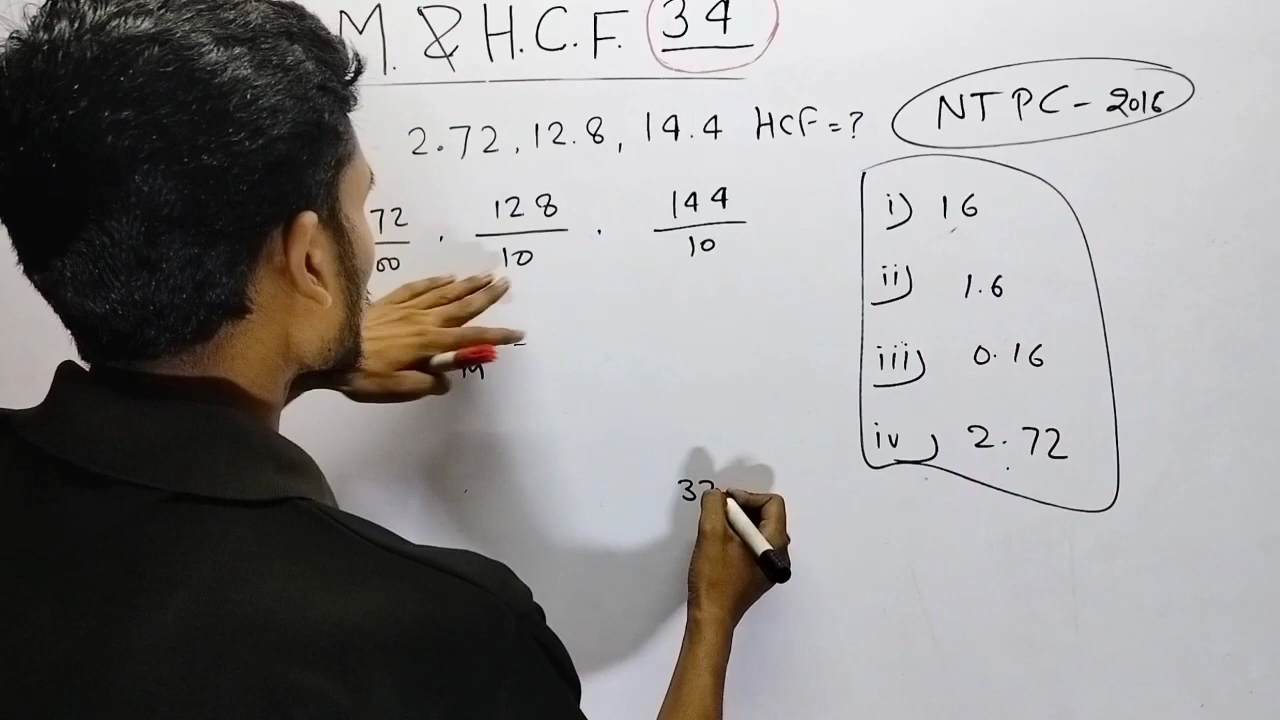 M. & H.C.F. 34
2.72, 12.8, 14.4 HCF=?
NTPC-2016
72/00 . 128/10 . 144/10
i) 16
ii) 1.6
iii) 0.16
iv) 2.72